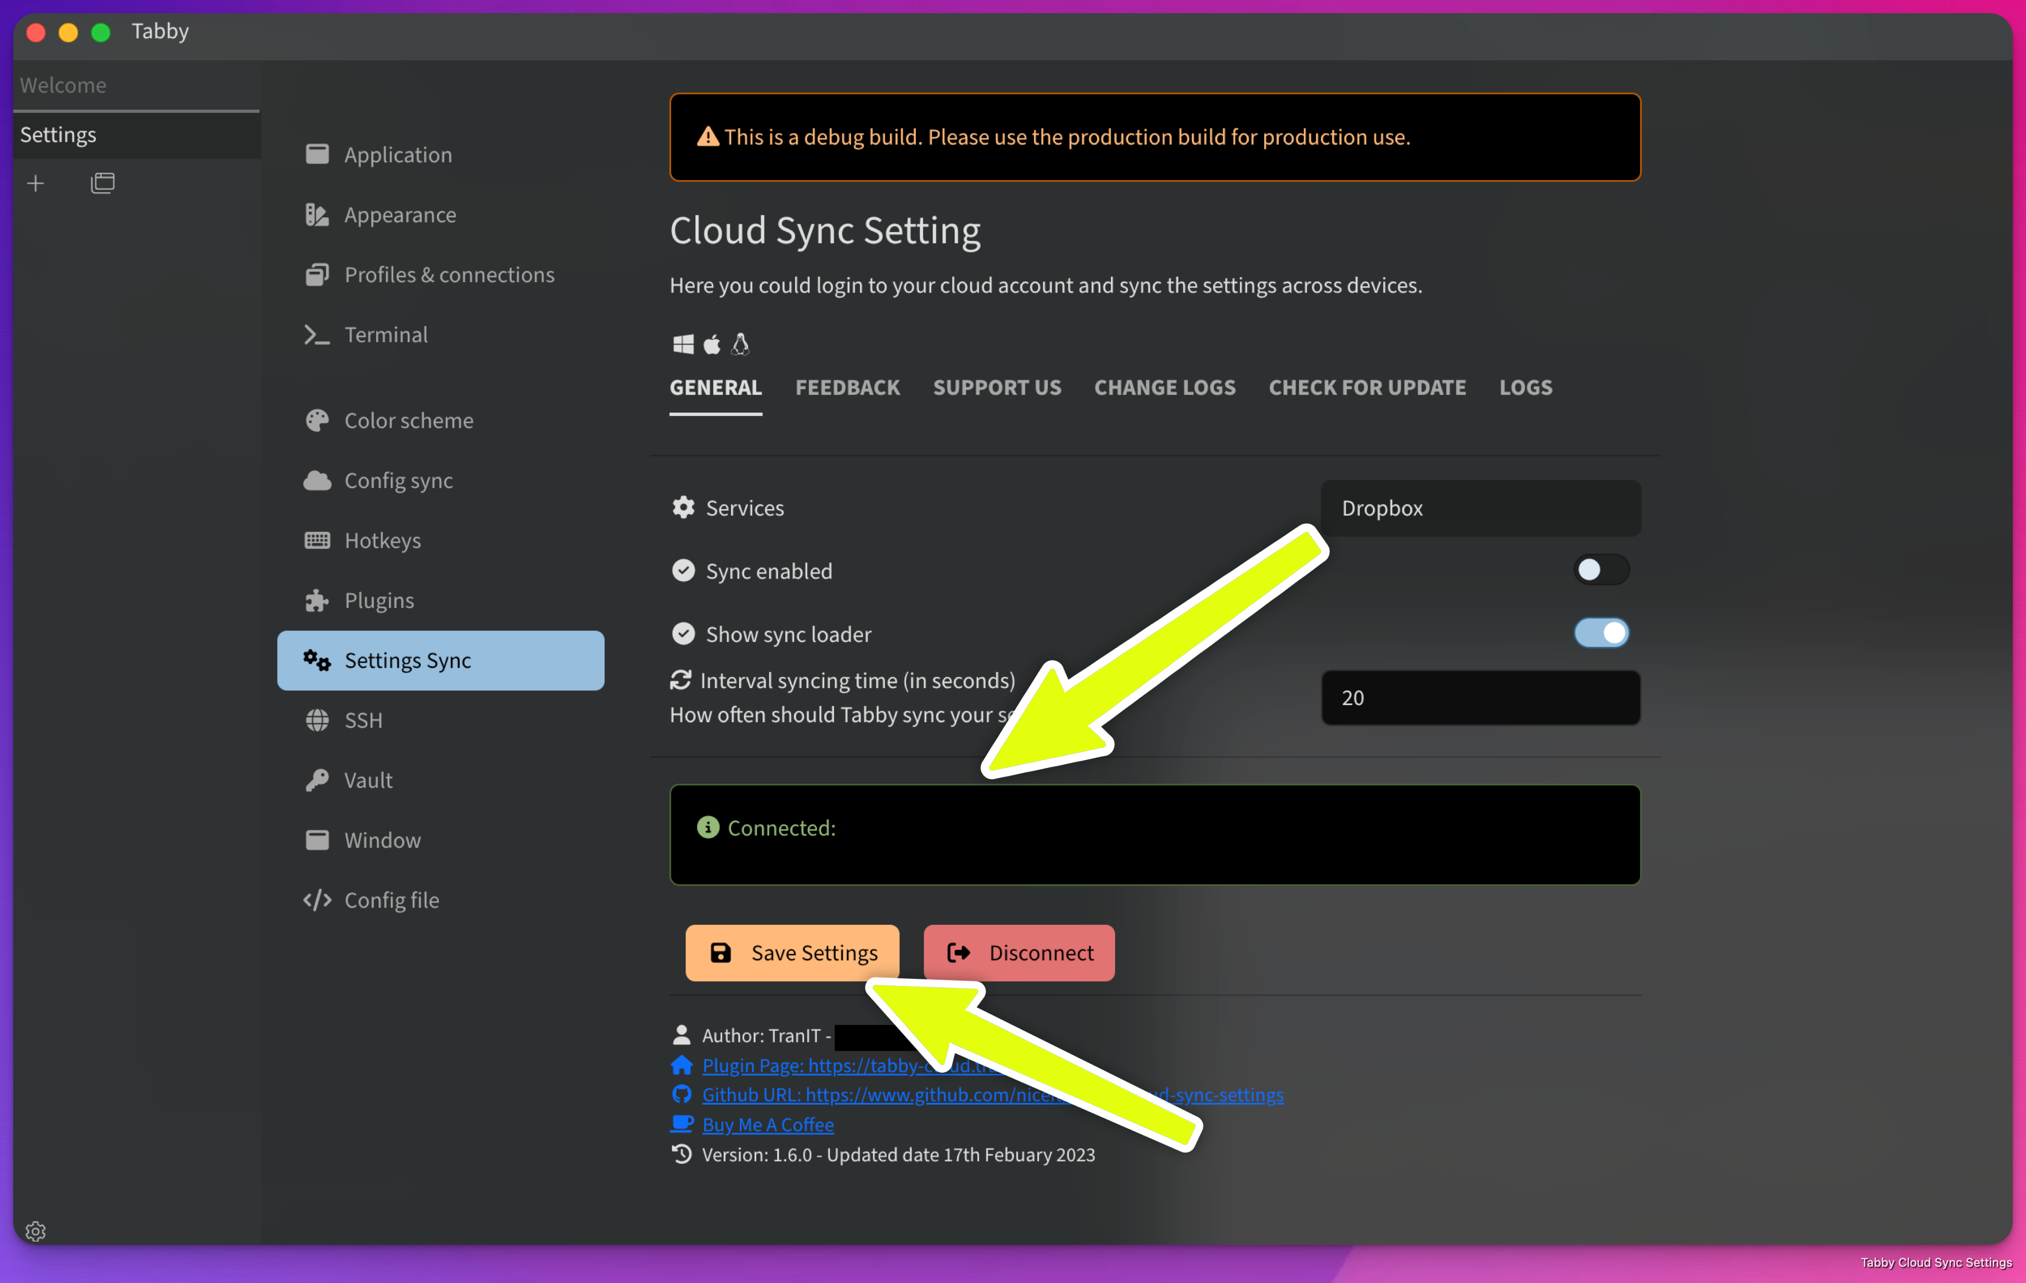 Tabby
Welcome
Settings
Application
Appearance
Profiles & connections
Terminal
Color scheme
Config sync
Hotkeys
Plugins
Settings Sync
SSH
Vault
Window
Config file
This is a debug build. Please use the production build for production use.
Cloud Sync Setting
Here you could login to your cloud account and sync the settings across devices.
GENERAL FEEDBACK SUPPORT US CHANGE LOGS CHECK FOR UPDATE LOGS
Services Dropbox
Sync enabled
Show sync loader
Interval syncing time (in seconds)
How often should Tabby sync your
20
Connected:
Save Settings Disconnect
Author: TranIT -
Plugin Page: https://tabby-
Github URL: https://www.github.com/ -sync-settings
Buy Me A Coffee
Version: 1.6.0 - Updated date 17th Febuary 2023
Tabby Cloud Sync Settings